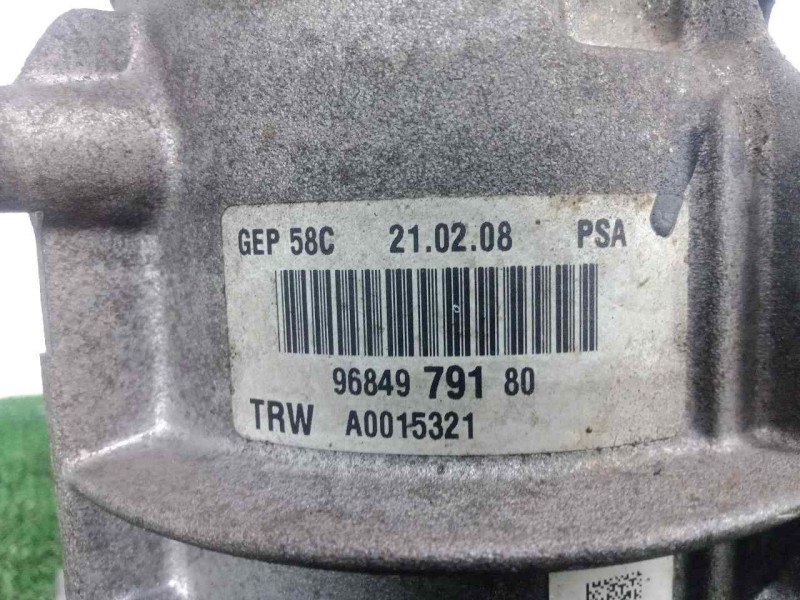 GEP 58C 21.02.08 PSA
96849 791 80
TRW A0015321